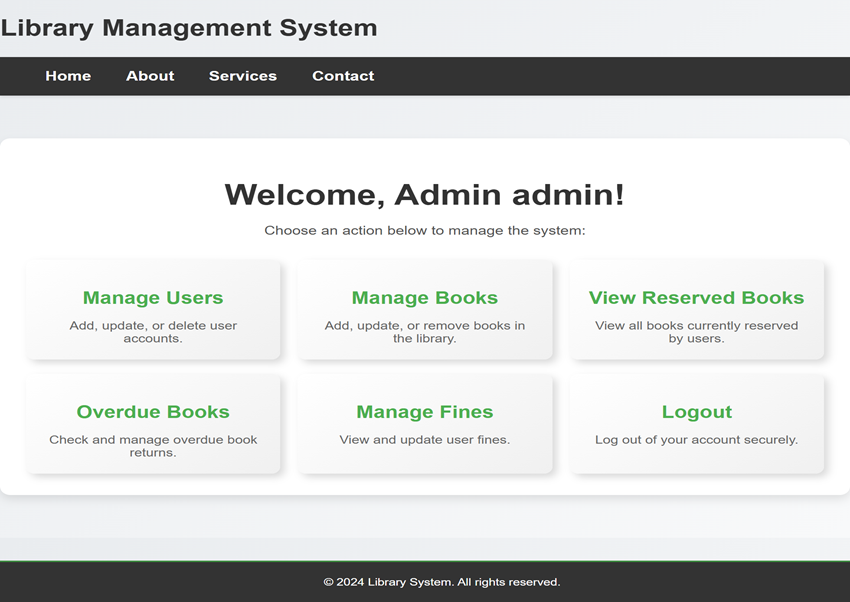 Library Management System
Home About Services Contact
Welcome, Admin admin!
Choose an action below to manage the system:
Manage Users
Add, update, or delete user
accounts.
Manage Books
Add, update, or remove books in
the library.
View Reserved Books
View all books currently reserved
by users.
Overdue Books
Check and manage overdue book
returns.
Manage Fines
View and update user fines.
Logout
Log out of your account securely.
© 2024 Library System. All rights reserved.